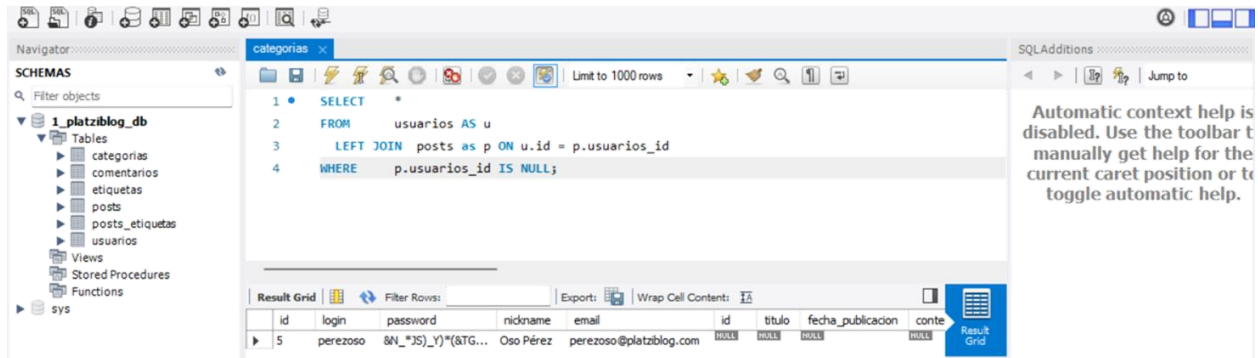 Navigator
categorias
SQLAdditions
SCHEMAS
Limit to 1000 rows
Jump to
Filter objects
1_platziblog_db
Tables
categorias
comentarios
etiquetas
posts
posts_etiquetas
usuarios
Views
Stored Procedures
Functions
sys
1 SELECT *
2 FROM usuarios AS u
3 LEFT JOIN posts as p ON u.id = p.usuarios_id
4 WHERE p.usuarios_id IS NULL;
Automatic context help is
disabled. Use the toolbar t
manually get help for the
current caret position or to
toggle automatic help.
Result Grid Filter Rows: Export: Wrap Cell Content:
id login password nickname email id titulo fecha_publicacion conte
5 perezoso &N_*JS)_Y)*(&TG... Oso Pérez perezoso@platziblog.com NULL NULL NULL NULL
Result
Grid